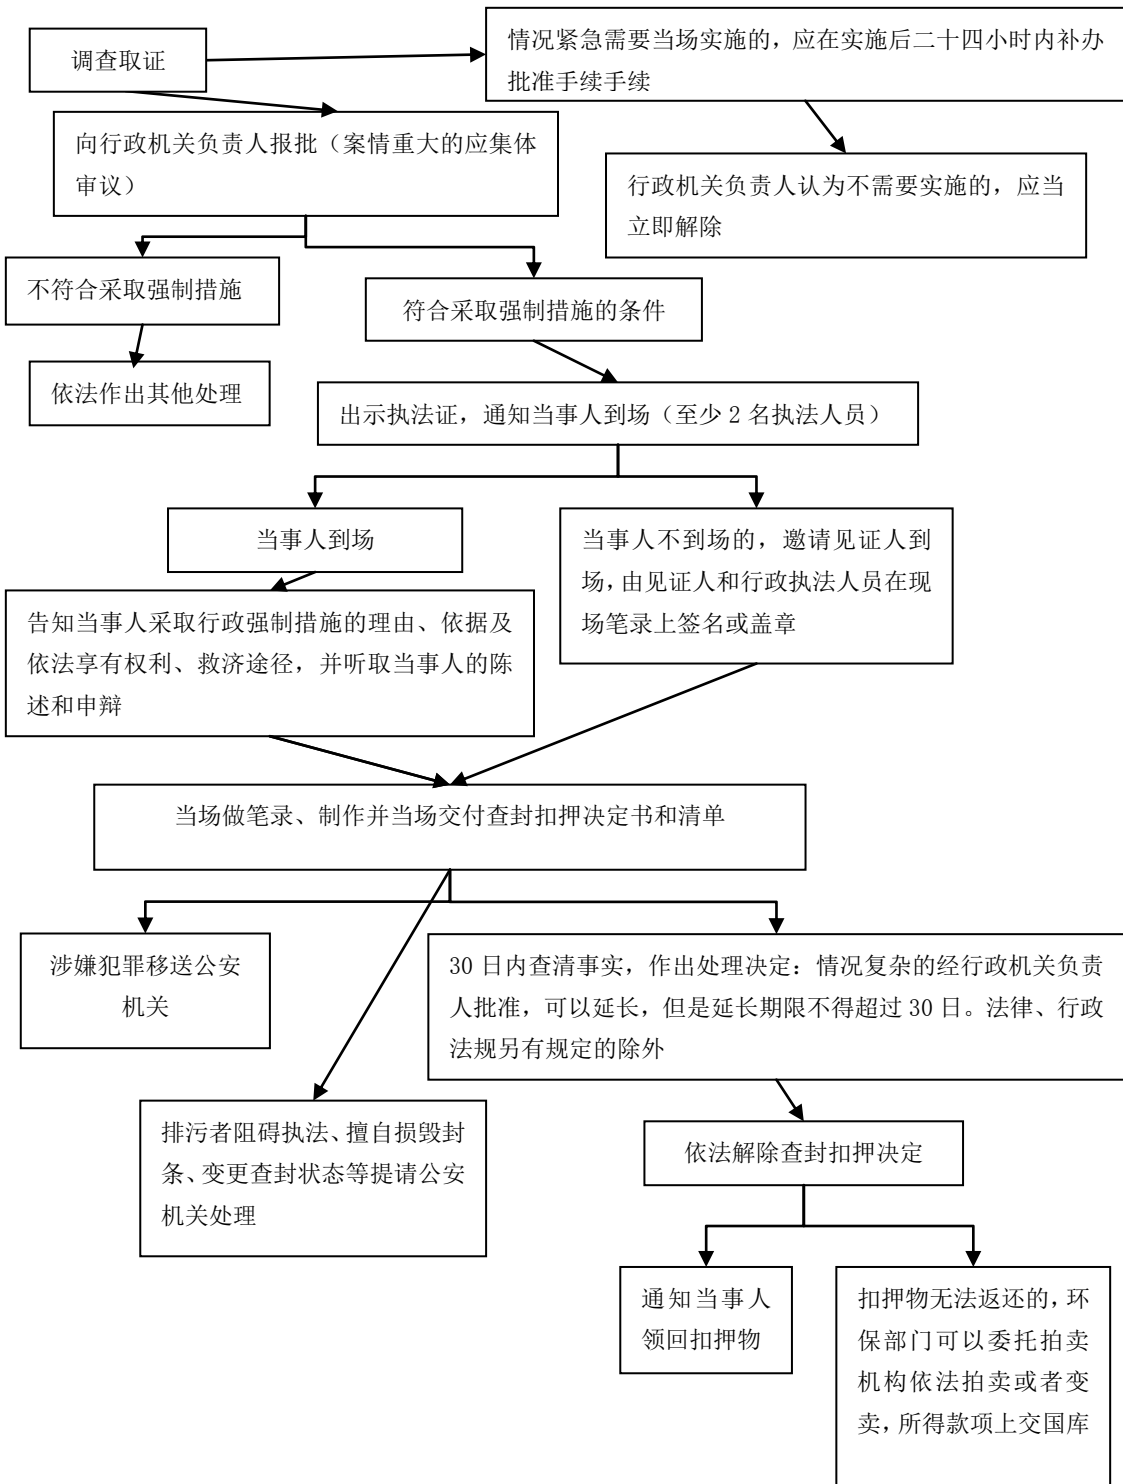 调查取证
情况紧急需要当场实施的，应在实施后二十四小时内补办
批准手续手续
向行政机关负责人报批（案情重大的应集体
审议）
行政机关负责人认为不需要实施的，应当
立即解除
不符合采取强制措施
符合采取强制措施的条件
依法作出其他处理
出示执法证，通知当事人到场（至少 2 名执法人员）
当事人到场
当事人不到场的，邀请见证人到
场，由见证人和行政执法人员在现
场笔录上签名或盖章
告知当事人采取行政强制措施的理由、依据及
依法享有权利、救济途径，并听取当事人的陈
述和申辩
当场做笔录、制作并当场交付查封扣押决定书和清单
涉嫌犯罪移送公安
机关
30 日内查清事实，作出处理决定：情况复杂的经行政机关负责
人批准，可以延长，但是延长期限不得超过 30 日。法律、行政
法规另有规定的除外
排污者阻碍执法、擅自损毁封
条、变更查封状态等提请公安
机关处理
依法解除查封扣押决定
通知当事人
领回扣押物
扣押物无法返还的，环
保部门可以委托拍卖
机构依法拍卖或者变
卖，所得款项上交国库